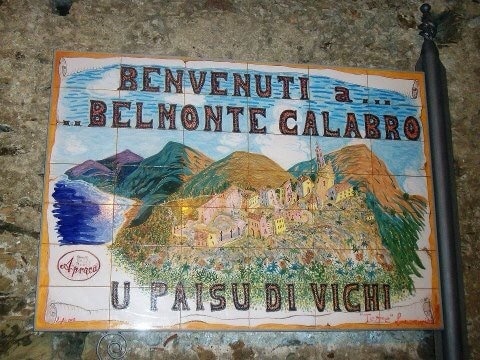 BENVENUTI a...
..BELMONTE CALABRO
U PAISU DI VICHI